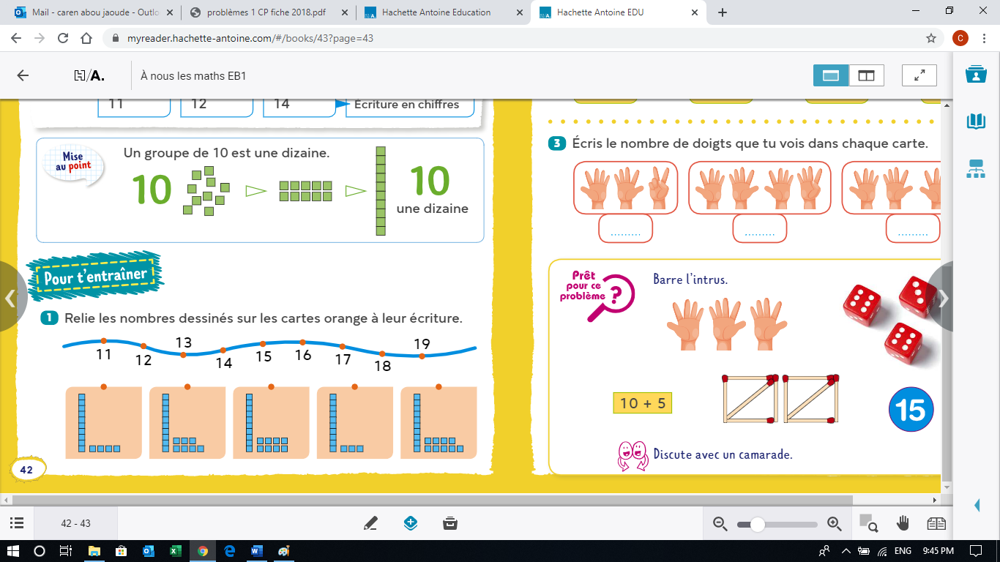 Mail - caren abou jaoude - Outlo
problèmes 1 CP fiche 2018.pdf
Hachette Antoine Education
Hachette Antoine EDU
myreader.hachette-antoine.com/#/books/43?page=43
C
H/A.
À nous les maths EB1
11
12
14
Écriture en chiffres
Mise
au point
Un groupe de 10 est une dizaine.
10
10
une dizaine
Pour t'entraîner
1 Relie les nombres dessinés sur les cartes orange à leur écriture.
11 12 13 14 15 16 17 18 19
42
3 Écris le nombre de doigts que tu vois dans chaque carte.
.........
.........
.........
Prêt
pour ce
problème ?
Barre l'intrus.
10 + 5
15
Discute avec un camarade.
42 - 43
ENG
9:45 PM